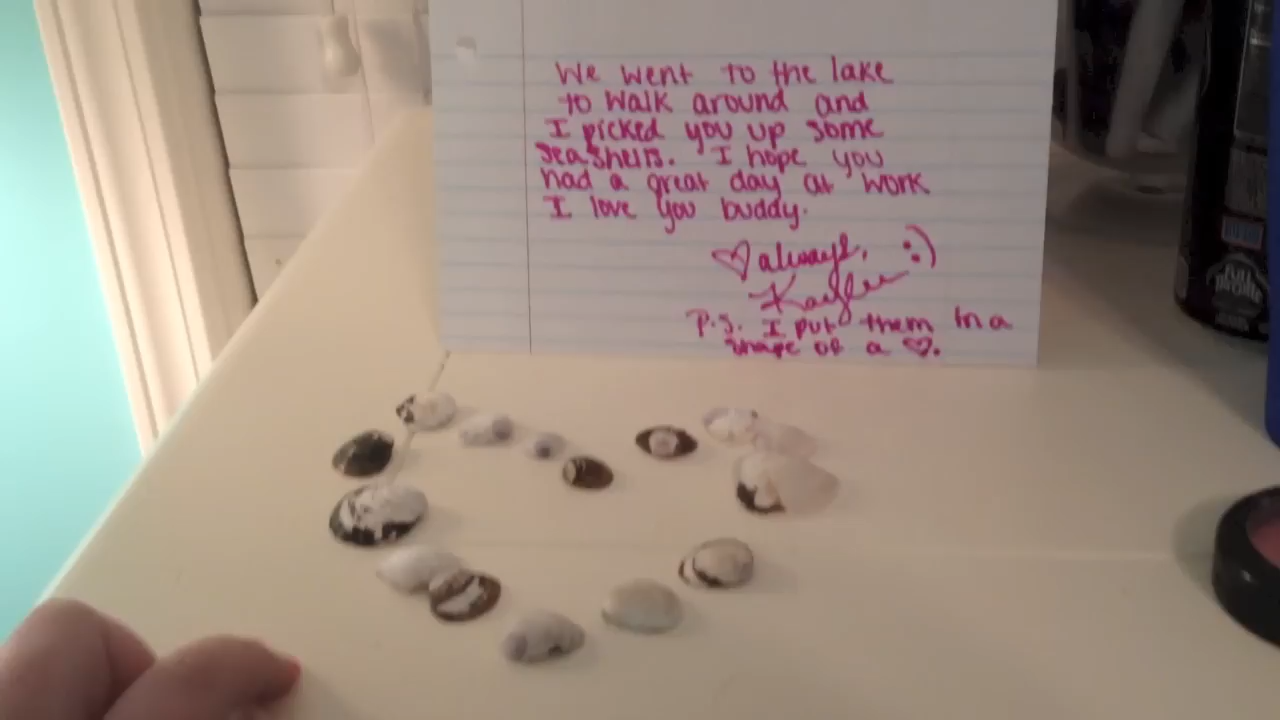 We went to the lake
to walk around and
I picked you up some
seashells. I hope you
had a great day at work
I love you buddy.
♡ always, :)
Kaylee
P.S. I put them in a
shape of a ♡.